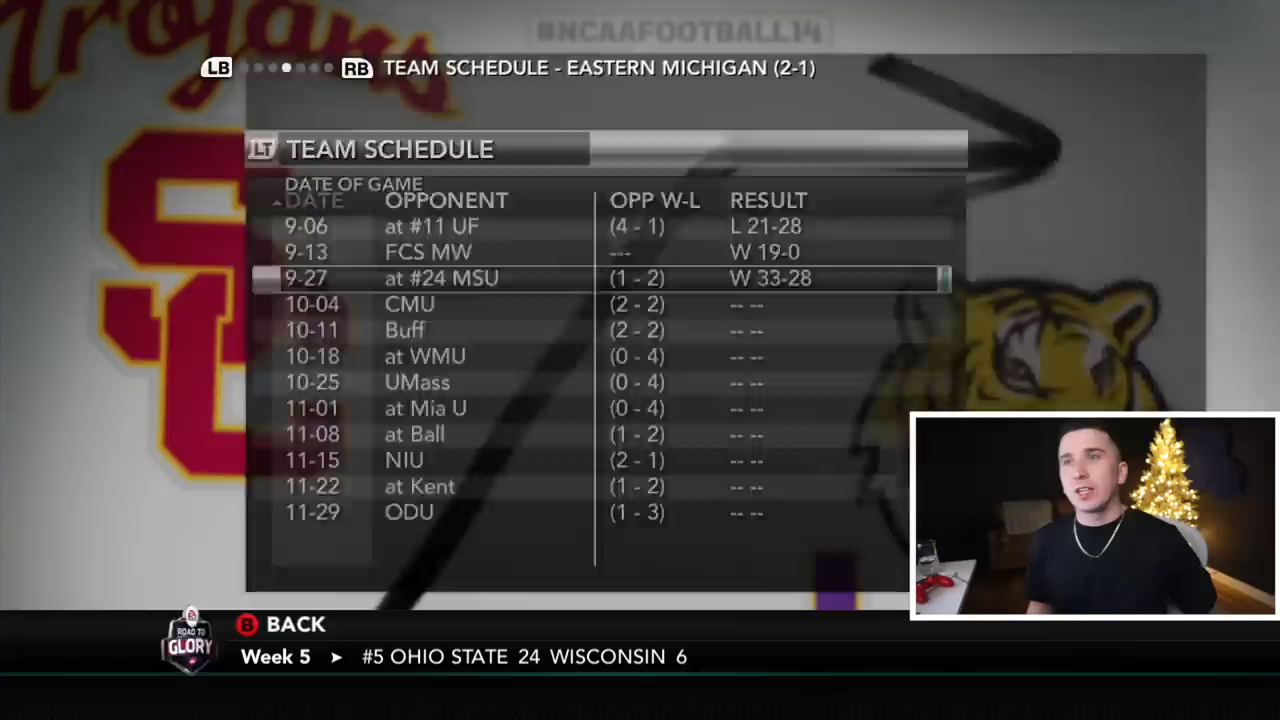 Trojans
#NCAAFOOTBALL14
LB RB TEAM SCHEDULE - EASTERN MICHIGAN (2-1)
SC
LT TEAM SCHEDULE
DATE OF GAME
DATE OPPONENT OPP W-L RESULT
9-06 at #11 UF (4 - 1) L 21-28
9-13 FCS MW --- W 19-0
9-27 at #24 MSU (1 - 2) W 33-28
10-04 CMU (2 - 2) -- --
10-11 Buff (2 - 2) -- --
10-18 at WMU (0 - 4) -- --
10-25 UMass (0 - 4) -- --
11-01 at Mia U (0 - 4) -- --
11-08 at Ball (1 - 2) -- --
11-15 NIU (2 - 1) -- --
11-22 at Kent (1 - 2) -- --
11-29 ODU (1 - 3) -- --
B BACK
EA
ROAD TO
GLORY
Week 5 ➤ #5 OHIO STATE 24 WISCONSIN 6